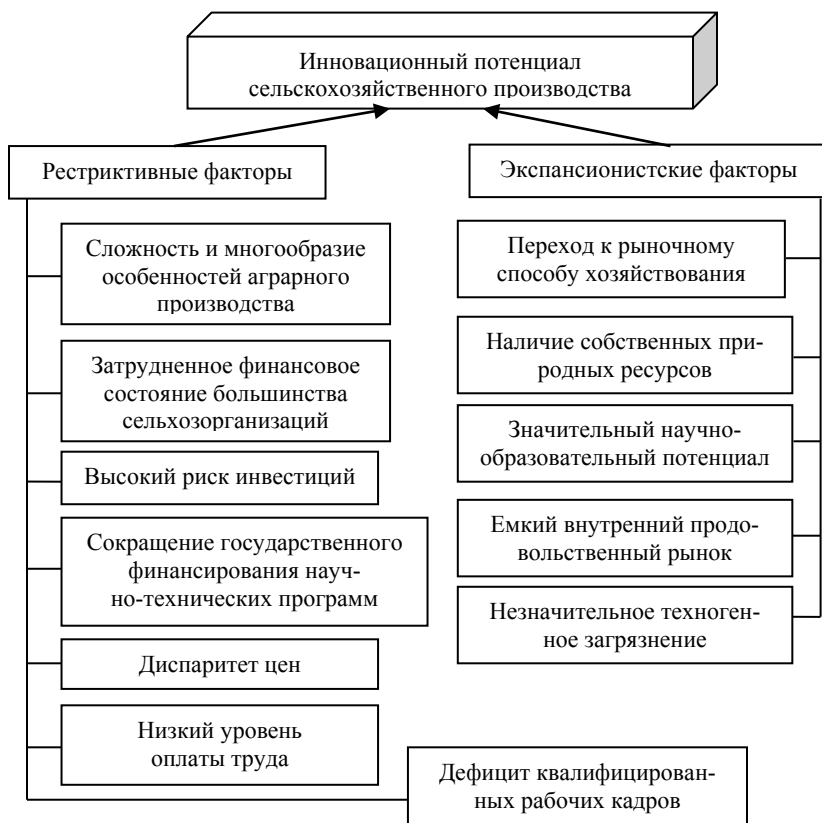 Инновационный потенциал
сельскохозяйственного производства
Рестриктивные факторы
Экспансионистские факторы
Сложность и многообразие
особенностей аграрного
производства
Затрудненное финансовое
состояние большинства
сельхозорганизаций
Высокий риск инвестиций
Сокращение государственного
финансирования науч-
но-технических программ
Диспаритет цен
Низкий уровень
оплаты труда
Дефицит квалифицирован-
ных рабочих кадров
Переход к рыночному
способу хозяйствования
Наличие собственных при-
родных ресурсов
Значительный научно-
образовательный потенциал
Емкий внутренний продо-
вольственный рынок
Незначительное техноген-
ное загрязнение